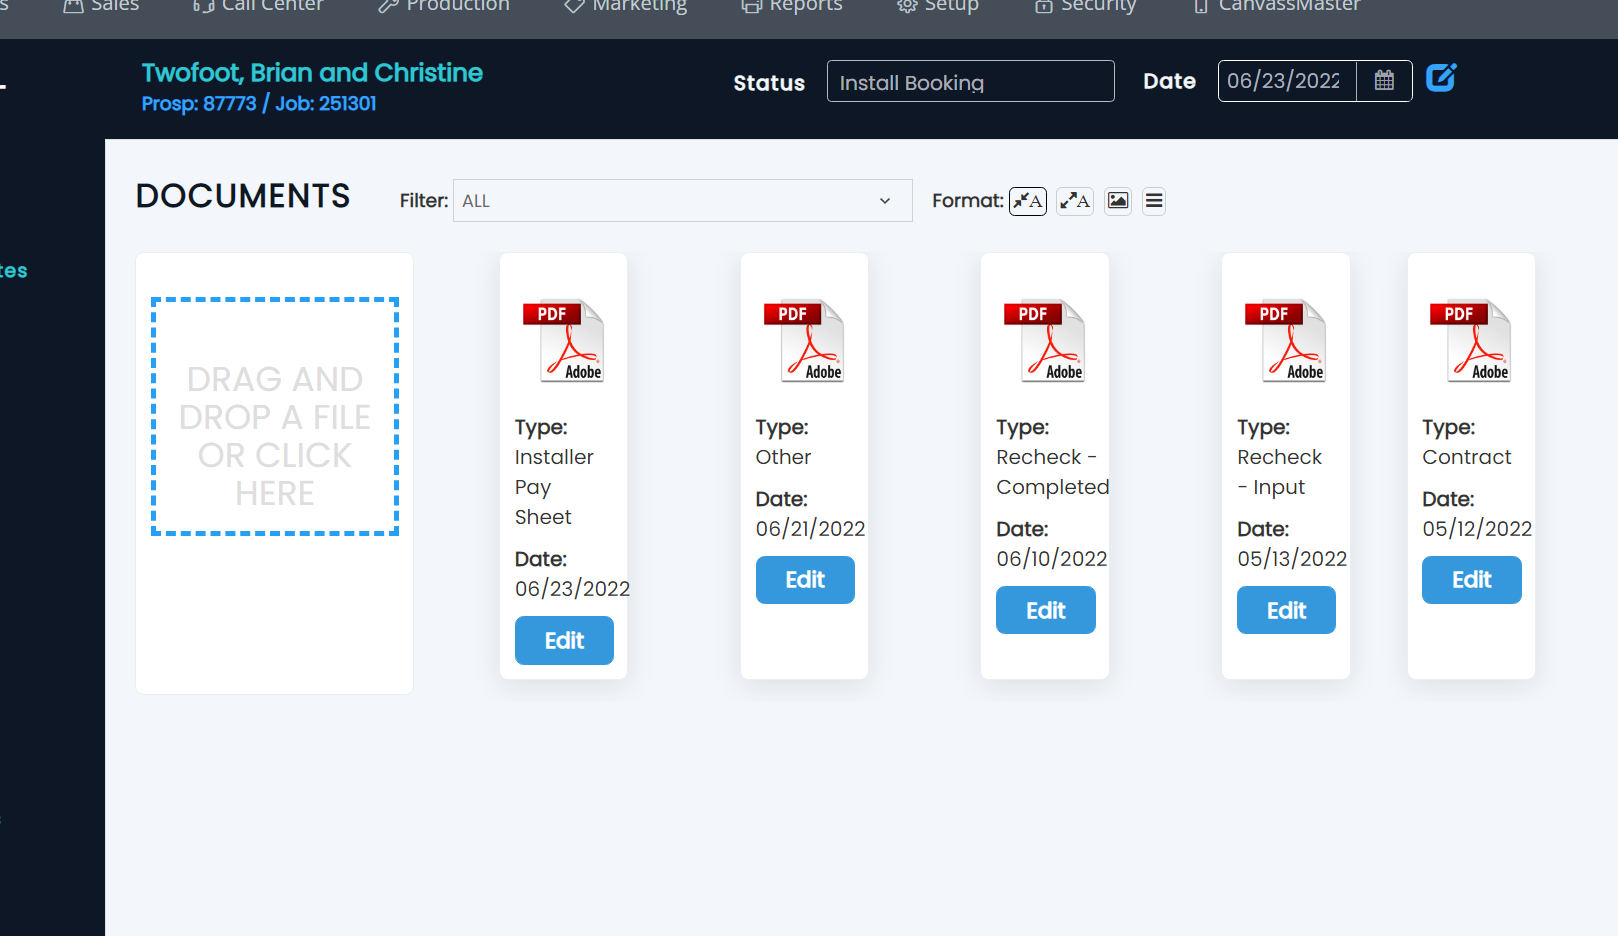 s Sales Call Center Production Marketing Reports Setup Security CanvassMaster
Twofoot, Brian and Christine
Prosp: 87773 / Job: 251301
Status Install Booking Date 06/23/2022
DOCUMENTS Filter: ALL Format: A A
tes
DRAG AND
DROP A FILE
OR CLICK
HERE
PDF
Adobe
Type:
Installer
Pay
Sheet
Date:
06/23/2022
Edit
PDF
Adobe
Type:
Other
Date:
06/21/2022
Edit
PDF
Adobe
Type:
Recheck -
Completed
Date:
06/10/2022
Edit
PDF
Adobe
Type:
Recheck
- Input
Date:
05/13/2022
Edit
PDF
Adobe
Type:
Contract
Date:
05/12/2022
Edit